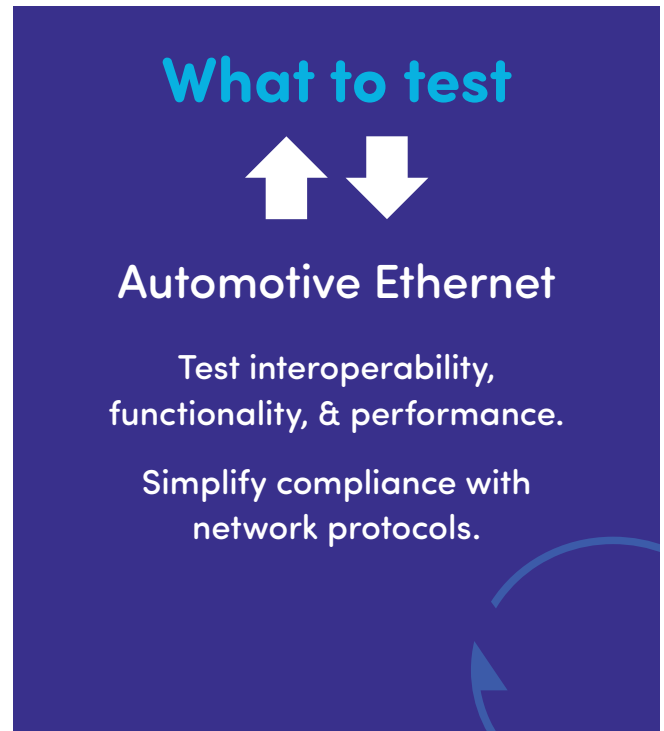 What to test
Automotive Ethernet
Test interoperability,
functionality, & performance.
Simplify compliance with
network protocols.